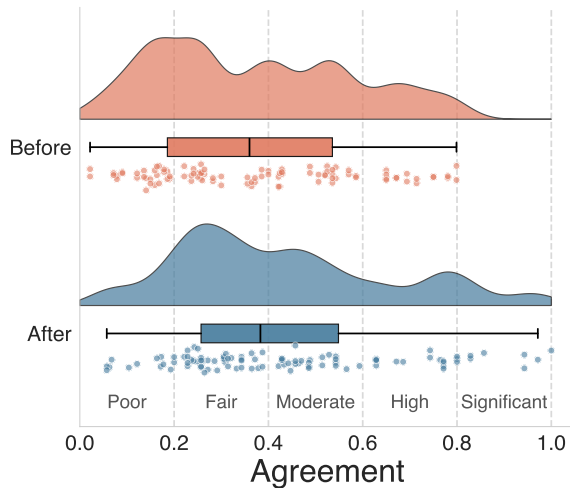 Before
After
Poor Fair Moderate High Significant
0.0 0.2 0.4 0.6 0.8 1.0
Agreement